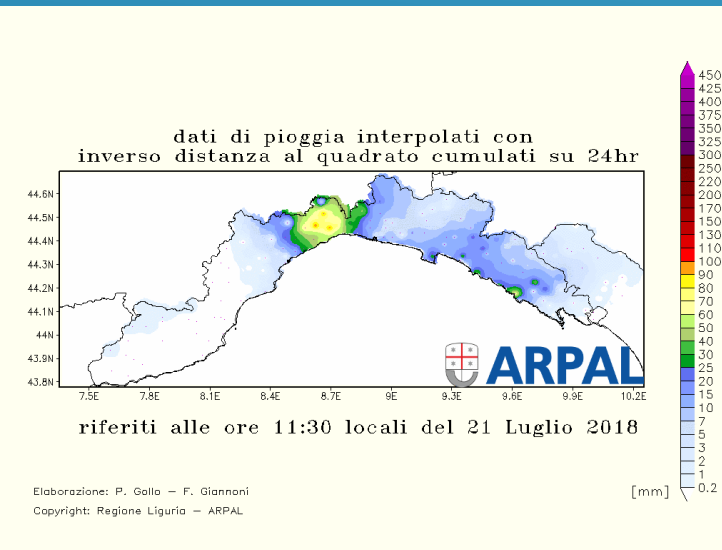 dati di pioggia interpolati con
inverso distanza al quadrato cumulati su 24hr
450
425
400
375
350
325
300
250
220
200
170
150
130
110
100
90
80
70
60
50
40
30
25
20
15
10
7
5
3
2
1
0.2
[mm]
44.6N
44.5N
44.4N
44.3N
44.2N
44.1N
44N
43.9N
43.8N
7.5E 7.8E 8.1E 8.4E 8.7E 9E 9.3E 9.6E 9.9E 10.2E
ARPAL
riferiti alle ore 11:30 locali del 21 Luglio 2018
Elaborazione: P. Gollo – F. Giannoni
Copyright: Regione Liguria – ARPAL